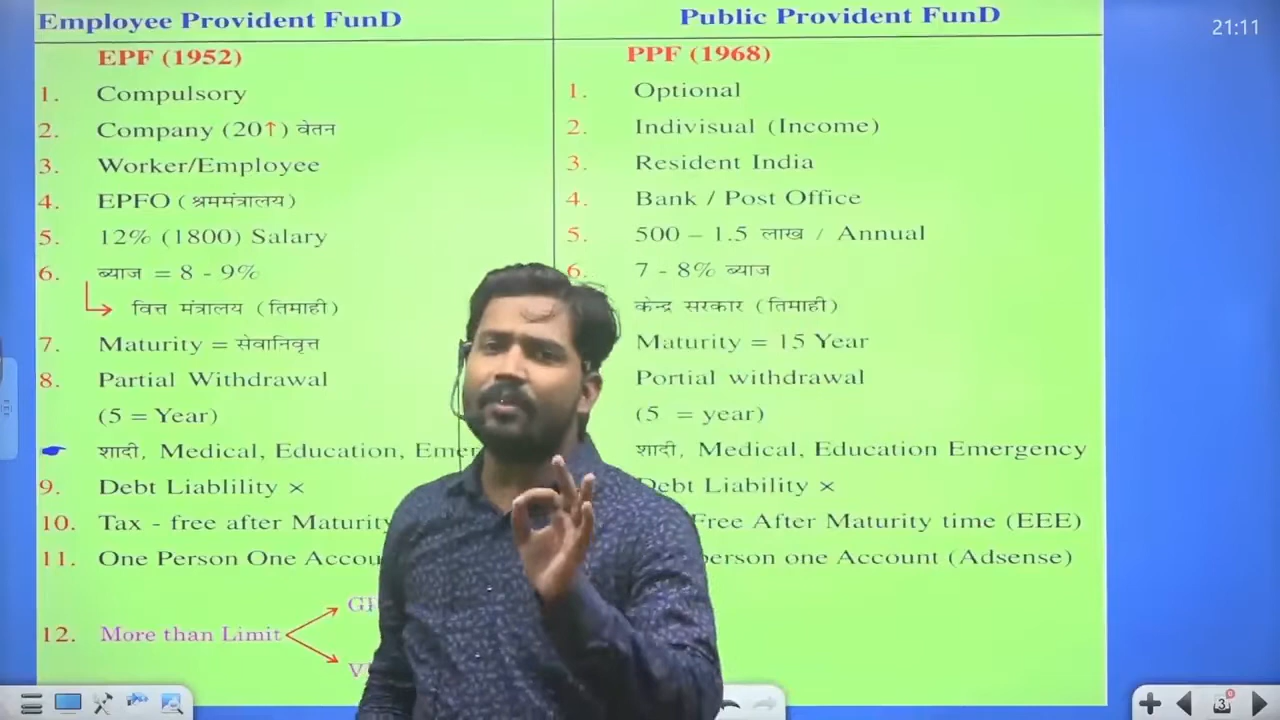 Employee Provident FunD
EPF (1952)
1. Compulsory
2. Company (20↑) वेतन
3. Worker/Employee
4. EPFO (श्रममंत्रालय)
5. 12% (1800) Salary
6. ब्याज = 8 - 9%
वित्त मंत्रालय (तिमाही)
7. Maturity = सेवानिवृत्त
8. Partial Withdrawal
(5 = Year)
शादी, Medical, Education,
9. Debt Liablility ×
10. Tax - free after Maturity
11. One Person One
12. More than Limit
Public Provident FunD
PPF (1968)
1. Optional
2. Indivisual (Income)
3. Resident India
4. Bank / Post Office
5. 500 – 1.5 लाख / Annual
6. 7 - 8% ब्याज
केन्द्र सरकार (तिमाही)
Maturity = 15 Year
Portial withdrawal
(5 = year)
शादी, Medical, Education Emergency
Debt Liability ×
Free After Maturity time (EEE)
one Account (Adsense)
21:11
3